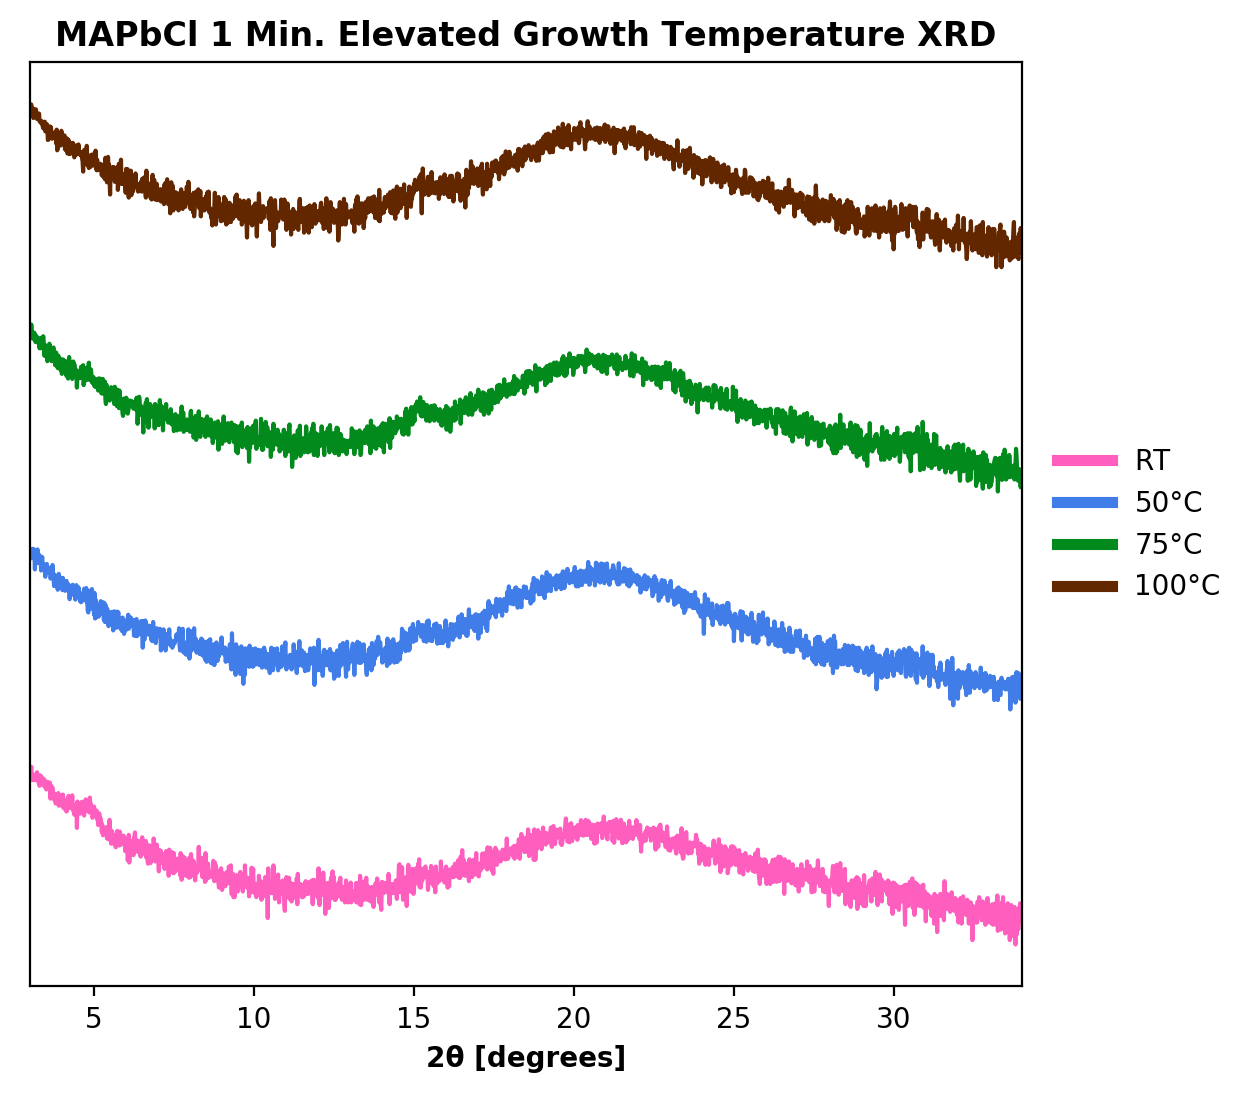 MAPbCl 1 Min. Elevated Growth Temperature XRD
RT
50°C
75°C
100°C
5 10 15 20 25 30
2θ [degrees]